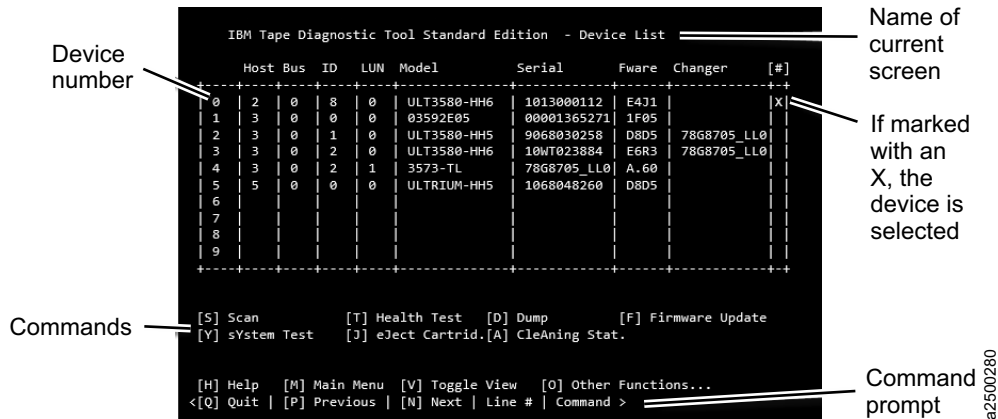 Name of
current
screen
Device
number
IBM Tape Diagnostic Tool Standard Edition - Device List
Host Bus ID LUN Model Serial Fware Changer [#]
0 | 2 | 0 | 8 | 0 | ULT3580-HH6 | 1013000112 | E4J1 | |X|
1 | 3 | 0 | 0 | 0 | 03592E05 | 00001365271| 1F05 | | |
2 | 3 | 0 | 1 | 0 | ULT3580-HH5 | 9068030258 | D8D5 | 78G8705_LL0| |
3 | 3 | 0 | 2 | 0 | ULT3580-HH6 | 10WT023884 | E6R3 | 78G8705_LL0| |
4 | 3 | 0 | 2 | 1 | 3573-TL | 78G8705_LL0| A.60 | | |
5 | 5 | 0 | 0 | 0 | ULTRIUM-HH5 | 1068048260 | D8D5 | | |
6
7
8
9
If marked
with an
X, the
device is
selected
Commands
[S] Scan [T] Health Test [D] Dump [F] Firmware Update
[Y] sYstem Test [J] eJect Cartrid.[A] CleAning Stat.
[H] Help [M] Main Menu [V] Toggle View [O] Other Functions...
<[Q] Quit | [P] Previous | [N] Next | Line # | Command >
Command
prompt
a2500280